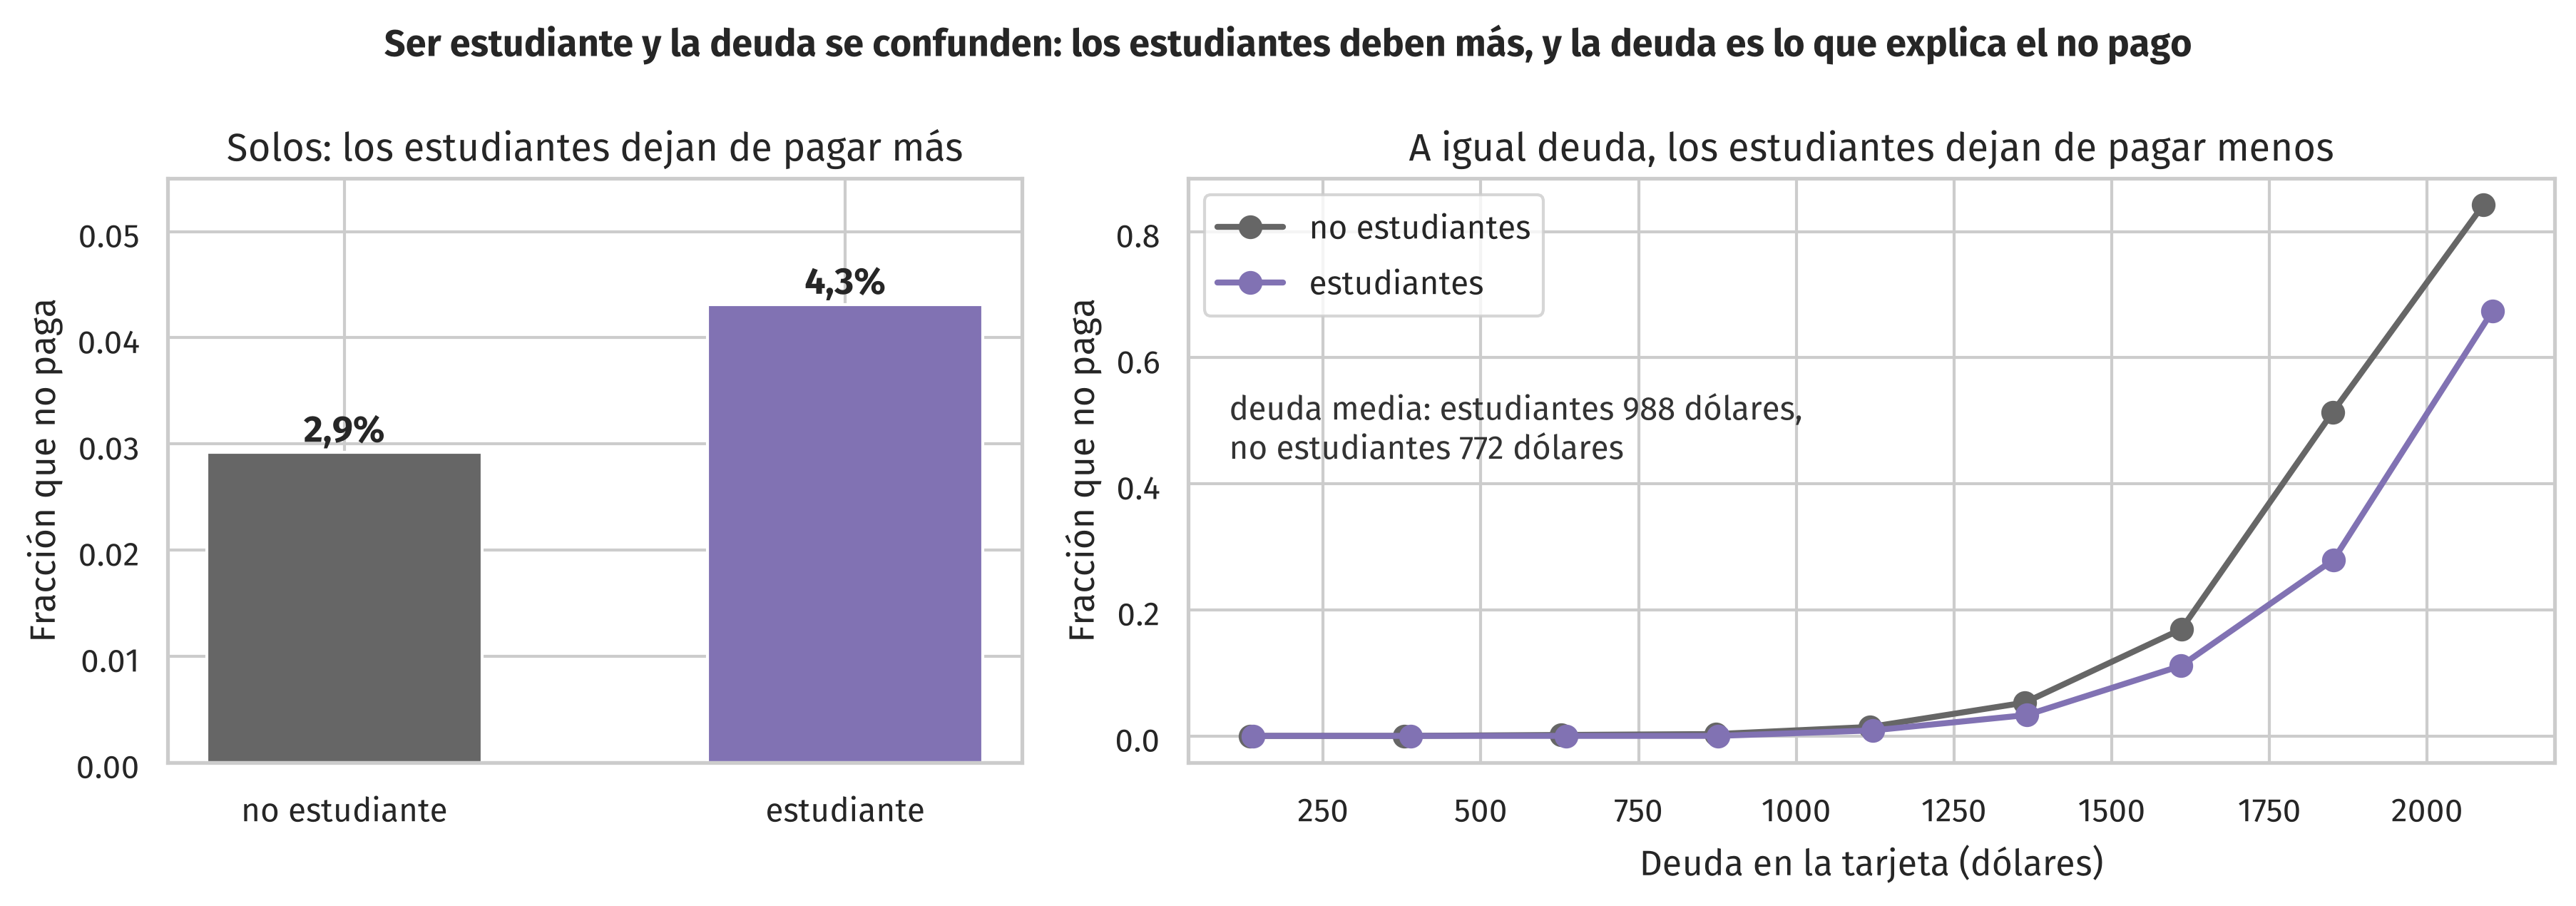 Ser estudiante y la deuda se confunden: los estudiantes deben más, y la deuda es lo que explica el no pago
Solos: los estudiantes dejan de pagar más
Fracción que no paga
0.05
0.04
0.03
0.02
0.01
0.00
2,9%
4,3%
no estudiante
estudiante
A igual deuda, los estudiantes dejan de pagar menos
Fracción que no paga
0.8
0.6
0.4
0.2
0.0
no estudiantes
estudiantes
deuda media: estudiantes 988 dólares,
no estudiantes 772 dólares
250
500
750
1000
1250
1500
1750
2000
Deuda en la tarjeta (dólares)